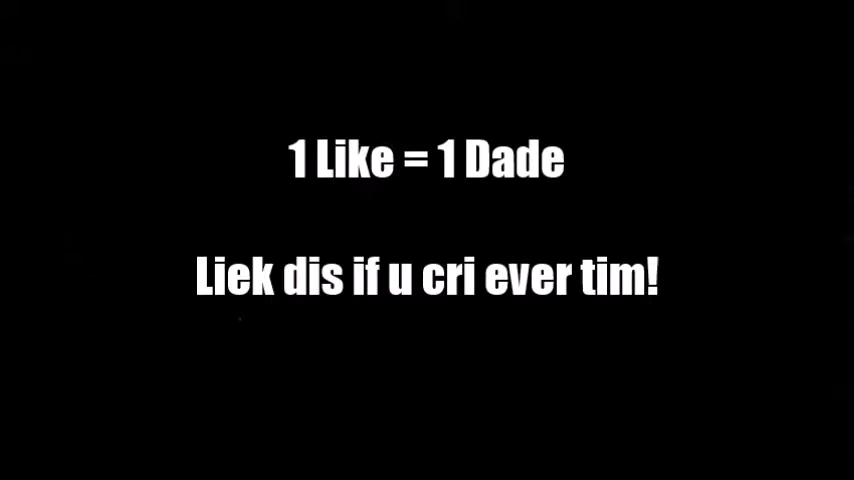 1 Like = 1 Dade
Liek dis if u cri ever tim!